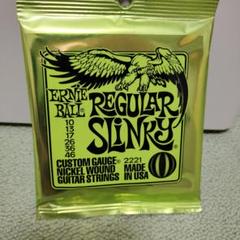 ERNIE
BALL
REGULAR
SLINKY
10
13
17
26
36
46
CUSTOM GAUGE®
NICKEL WOUND
GUITAR STRINGS
2221
MADE IN
USA